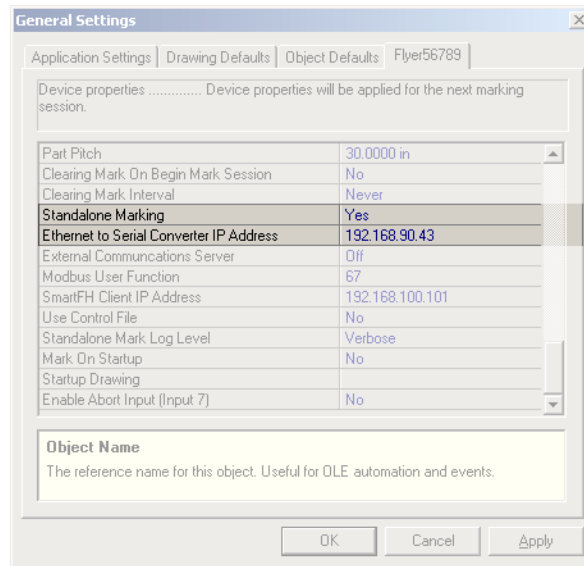 General Settings
Application Settings Drawing Defaults Object Defaults Flyer56789
Device properties .............. Device properties will be applied for the next marking
session.
Part Pitch 30.0000 in
Clearing Mark On Begin Mark Session No
Clearing Mark Interval Never
Standalone Marking Yes
Ethernet to Serial Converter IP Address 192.168.90.43
External Communcations Server Off
Modbus User Function 67
SmartFH Client IP Address 192.168.100.101
Use Control File No
Standalone Mark Log Level Verbose
Mark On Startup No
Startup Drawing
Enable Abort Input (Input 7) No
Object Name
The reference name for this object. Useful for OLE automation and events.
OK Cancel Apply